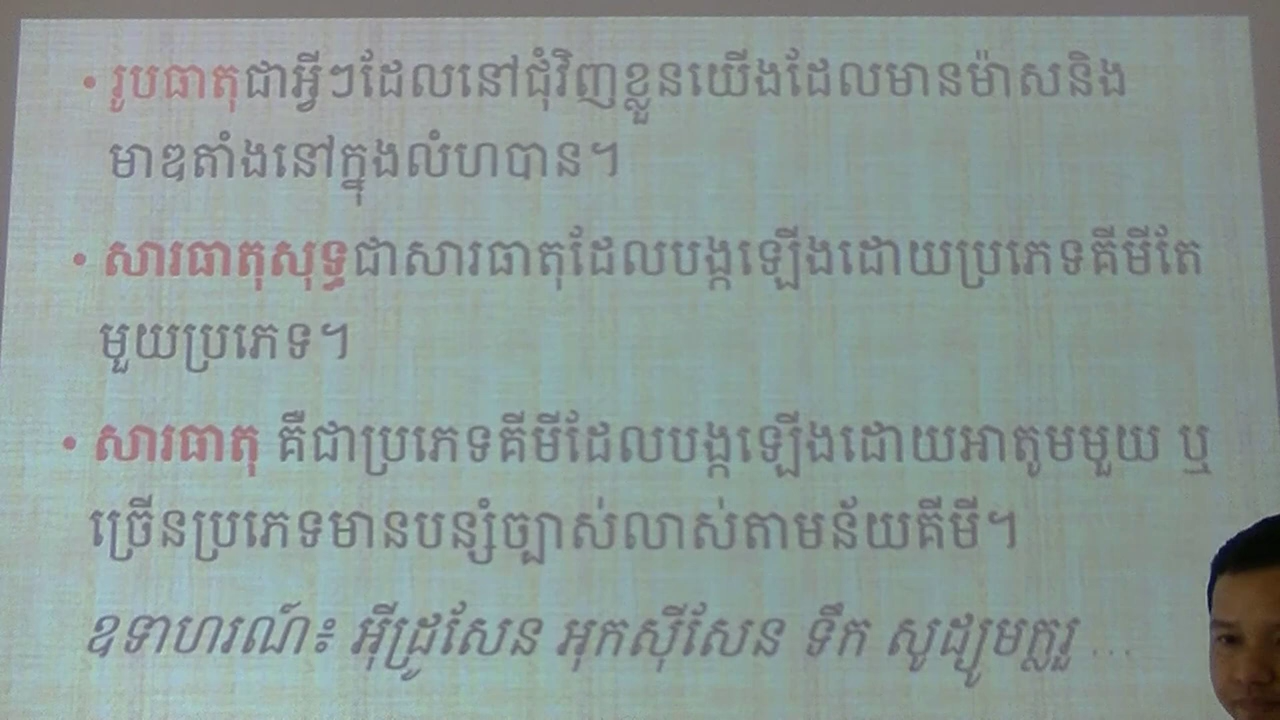 • រូបធាតុជាអ្វីៗដែលនៅជុំវិញខ្លួនយើងដែលមានម៉ាសនិង
មាឌតាំងនៅក្នុងលំហបាន។
• សារធាតុសុទ្ធជាសារធាតុដែលបង្កឡើងដោយប្រភេទគីមីតែ
មួយប្រភេទ។
• សារធាតុ គឺជាប្រភេទគីមីដែលបង្កឡើងដោយអាតូមមួយ ឬ
ច្រើនប្រភេទមានបន្សំច្បាស់លាស់តាមន័យគីមី។
ឧទាហរណ៍៖ អ៊ីដ្រូសែន អុកស៊ីសែន ទឹក សូដ្យូមក្លរួ ...